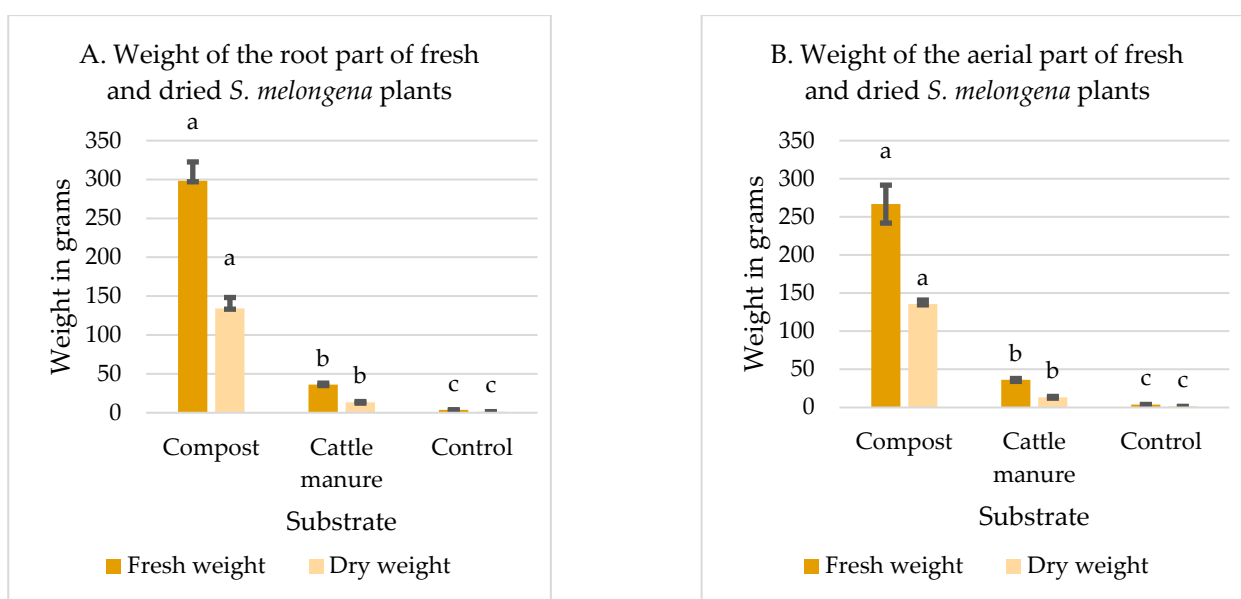 A. Weight of the root part of fresh
and dried S. melongena plants
a
350
300
250
200
150
100
50
0
Weight in grams
a
b
b
c
c
Compost
Cattle
manure
Control
Substrate
Fresh weight
Dry weight
B. Weight of the aerial part of fresh
and dried S. melongena plants
350
300
250
200
150
100
50
0
Weight in grams
a
a
b
b
c
c
Compost
Cattle
manure
Control
Substrate
Fresh weight
Dry weight